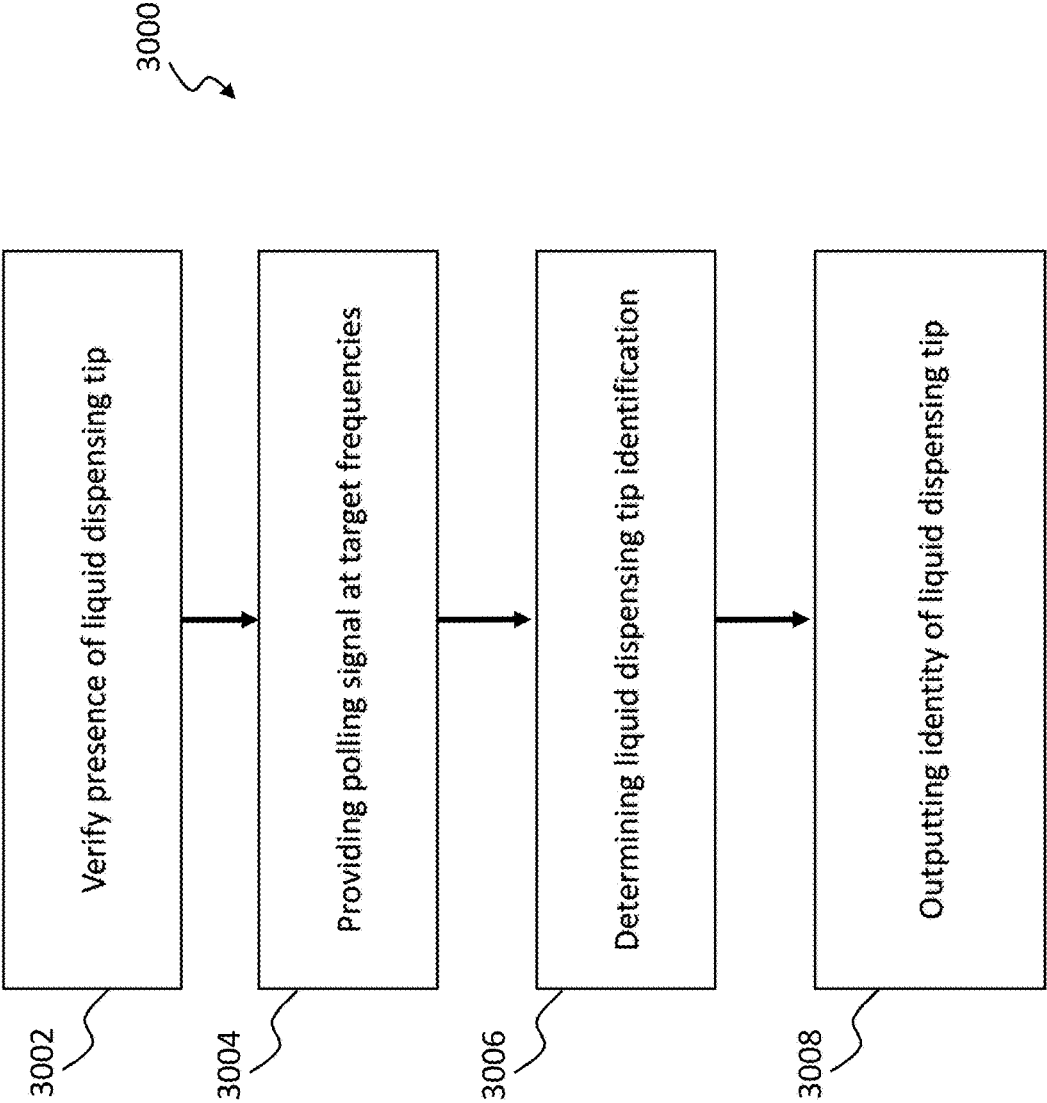 3000
3002
Verify presence of liquid dispensing tip
3004
Providing polling signal at target frequencies
3006
Determining liquid dispensing tip identification
3008
Outputting identity of liquid dispensing tip